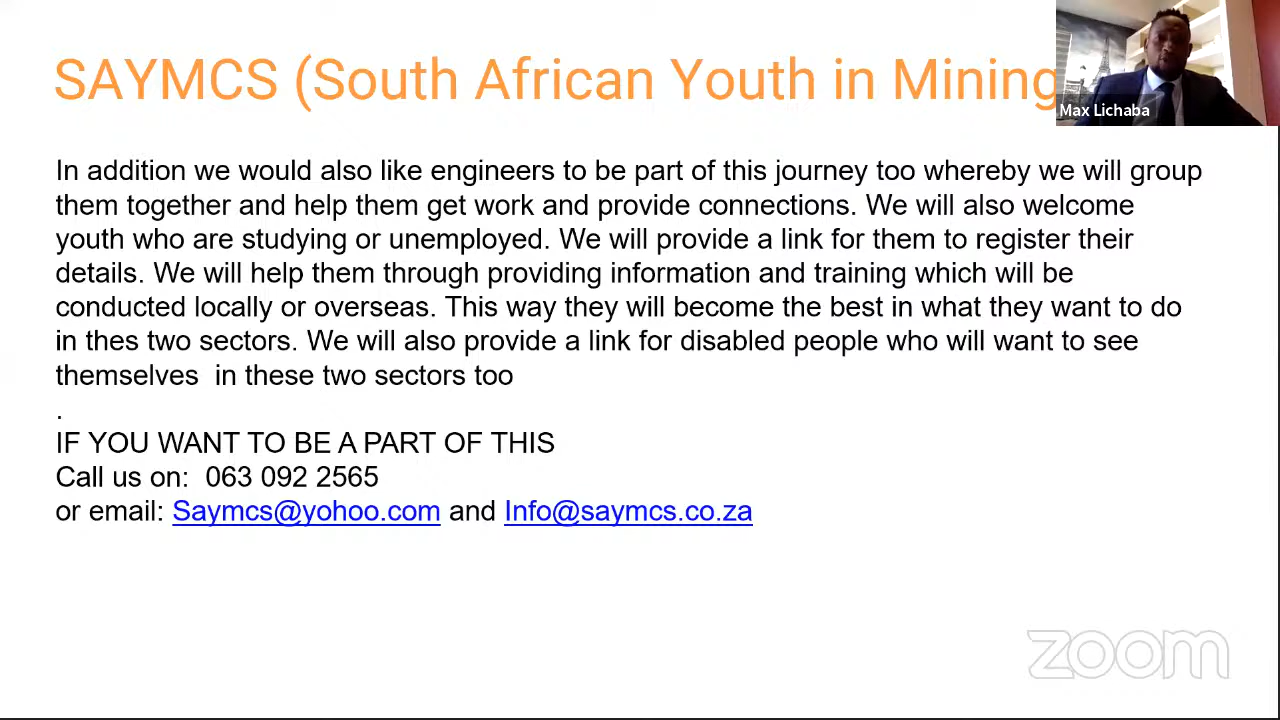 SAYMCS (South African Youth in Mining
Max Lichaba
In addition we would also like engineers to be part of this journey too whereby we will group
them together and help them get work and provide connections. We will also welcome
youth who are studying or unemployed. We will provide a link for them to register their
details. We will help them through providing information and training which will be
conducted locally or overseas. This way they will become the best in what they want to do
in thes two sectors. We will also provide a link for disabled people who will want to see
themselves  in these two sectors too
.
IF YOU WANT TO BE A PART OF THIS
Call us on:  063 092 2565
or email: Saymcs@yohoo.com and Info@saymcs.co.za
zoom